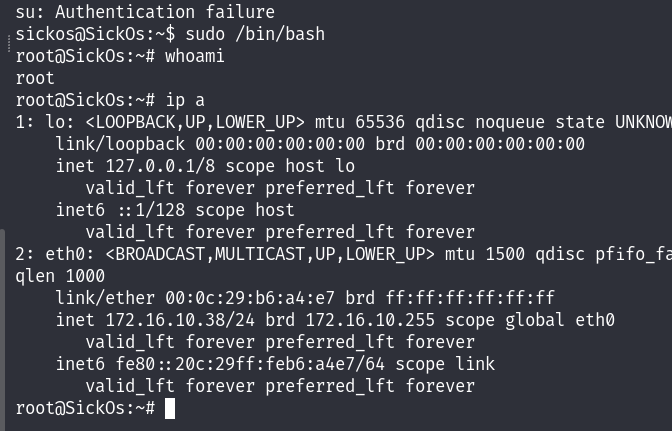 su: Authentication failure
sickos@SickOs:~$ sudo /bin/bash
root@SickOs:~# whoami
root
root@SickOs:~# ip a
1: lo: <LOOPBACK,UP,LOWER_UP> mtu 65536 qdisc noqueue state UNKNOW
    link/loopback 00:00:00:00:00:00 brd 00:00:00:00:00:00
    inet 127.0.0.1/8 scope host lo
       valid_lft forever preferred_lft forever
    inet6 ::1/128 scope host
       valid_lft forever preferred_lft forever
2: eth0: <BROADCAST,MULTICAST,UP,LOWER_UP> mtu 1500 qdisc pfifo_fa
qlen 1000
    link/ether 00:0c:29:b6:a4:e7 brd ff:ff:ff:ff:ff:ff
    inet 172.16.10.38/24 brd 172.16.10.255 scope global eth0
       valid_lft forever preferred_lft forever
    inet6 fe80::20c:29ff:feb6:a4e7/64 scope link
       valid_lft forever preferred_lft forever
root@SickOs:~#